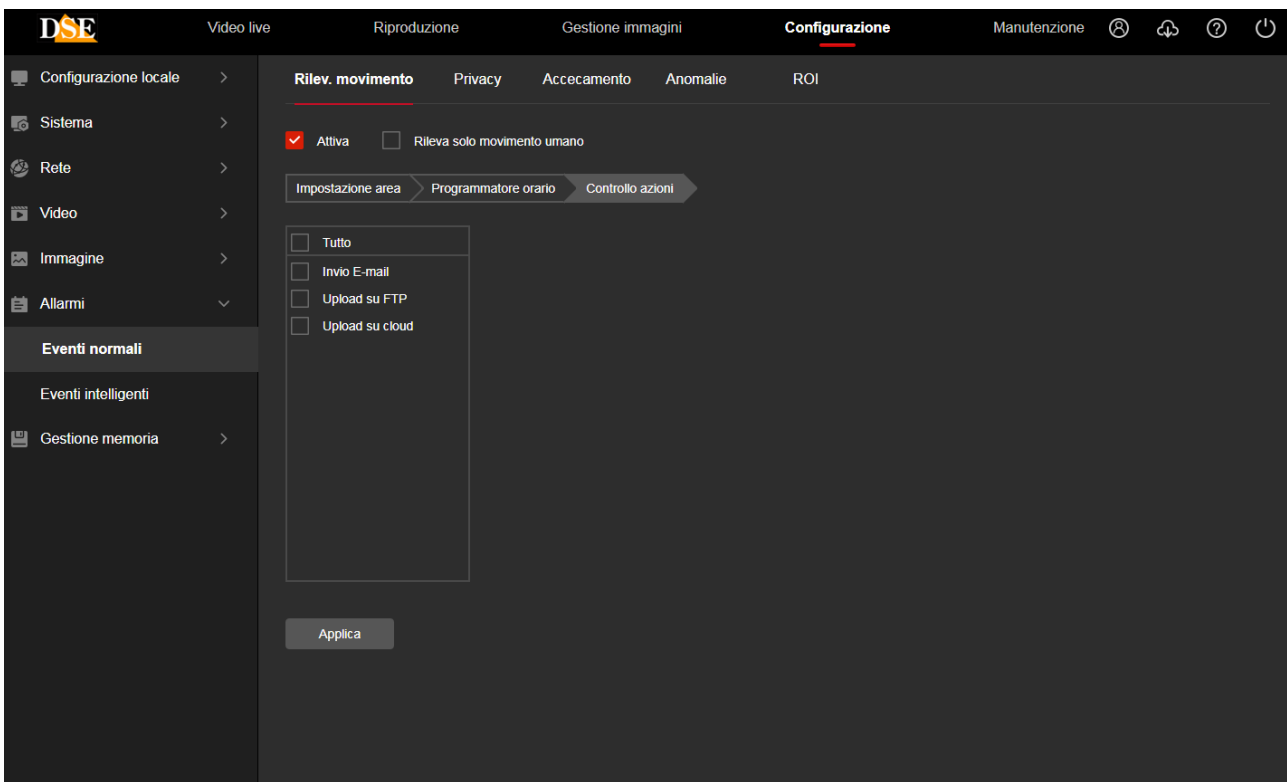 DSE Video live Riproduzione Gestione immagini Configurazione Manutenzione
Configurazione locale
Sistema
Rete
Video
Immagine
Allarmi
Eventi normali
Eventi intelligenti
Gestione memoria
Rilev. movimento Privacy Accecamento Anomalie ROI
Attiva Rileva solo movimento umano
Impostazione area Programmatore orario Controllo azioni
Tutto
Invio E-mail
Upload su FTP
Upload su cloud
Applica